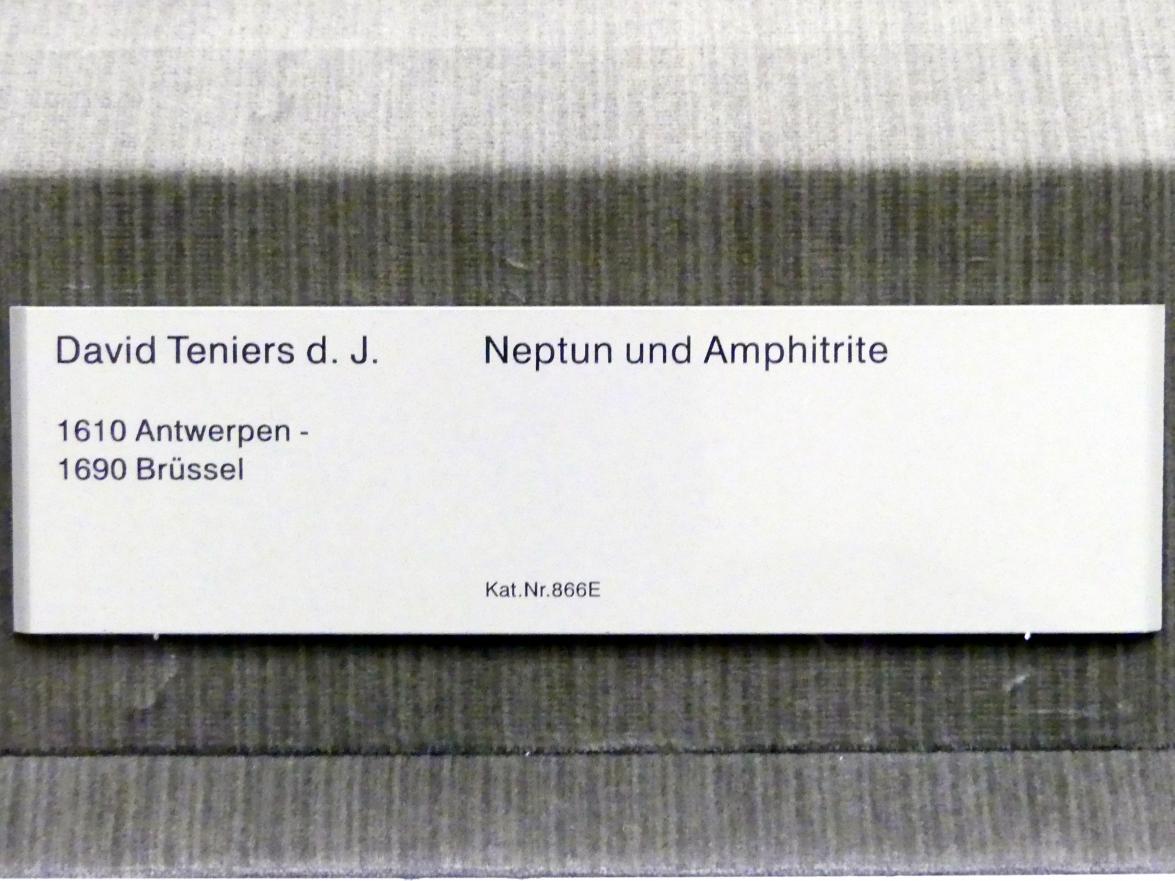 David Teniers d. J.
Neptun und Amphitrite
1610 Antwerpen -
1690 Brüssel
Kat.Nr.866E